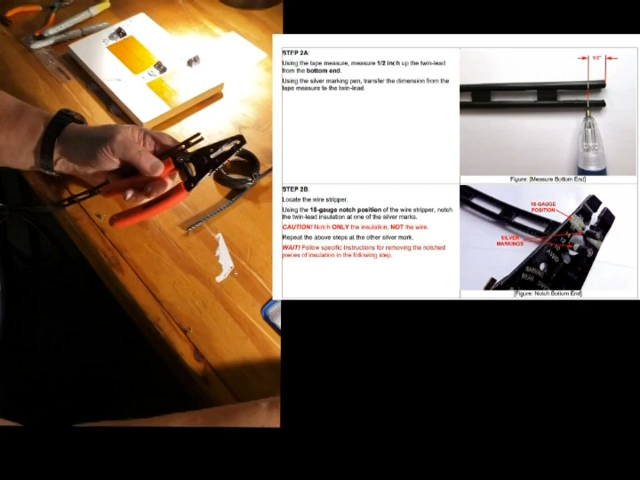 STEP 2A:
Using the tape measure, measure 1/2 inch up the twin-lead
from the bottom end.
Using the silver marking pen, transfer the dimension from the
tape measure to the twin-lead.
1/2"
Figure: [Measure Bottom End]
STEP 2B:
Locate the wire stripper.
Using the 18-gauge notch position of the wire stripper, notch
the twin-lead insulation at one of the silver marks.
CAUTION! Notch ONLY the insulation, NOT the wire.
Repeat the above steps at the other silver mark.
WAIT! Follow specific instructions for removing the notched
pieces of insulation in the following step.
18-GAUGE
POSITION
SILVER
MARKINGS
AWG
[Figure: Notch Bottom End]